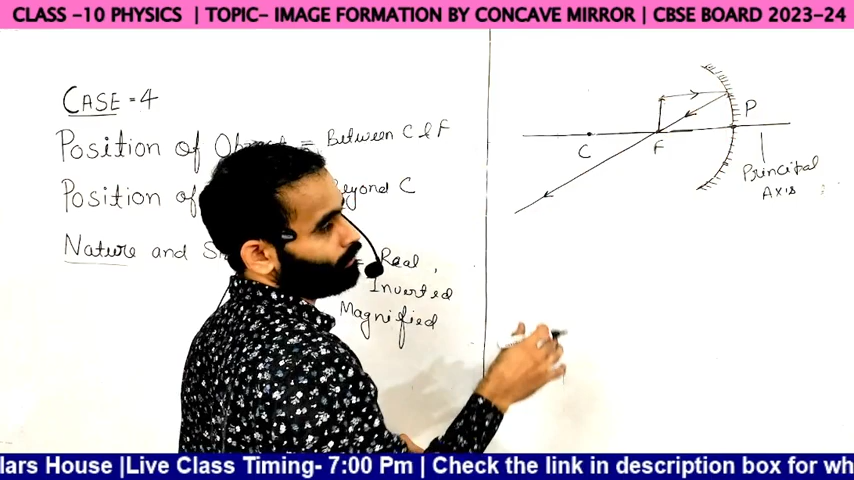 CLASS -10 PHYSICS | TOPIC- IMAGE FORMATION BY CONCAVE MIRROR | CBSE BOARD 2023-24
CASE =4
Position of Object = Between C & F
Position of Beyond C
Nature and = Real,
Inverted
Magnified
C
F
P
Principal
Axis
lars House |Live Class Timing- 7:00 Pm | Check the link in description box for wh